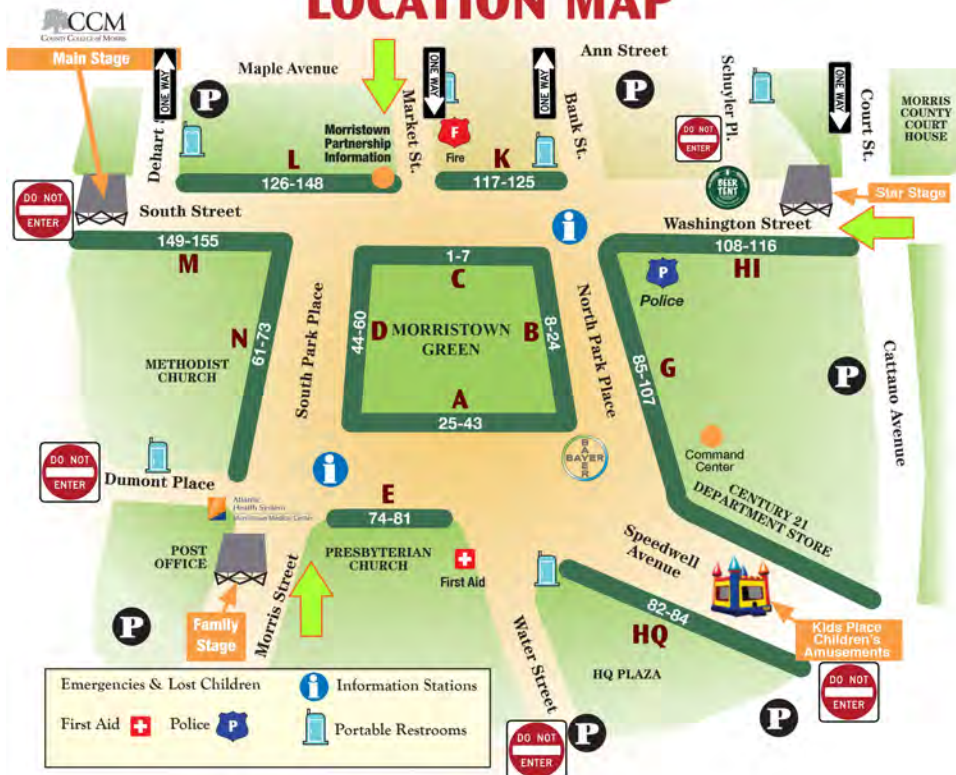 LOCATION MAP
CCM
COUNTY COLLEGE OF MORRIS
Main Stage
ONE WAY
Maple Avenue
ONE WAY
ONE WAY
Ann Street
Schuyler Pl.
ONE WAY
Court St.
MORRIS
COUNTY
COURT
HOUSE
P
P
Dehart
Market St.
Bank St.
Morristown
Partnership
Information
F
Fire
DO NOT
ENTER
L
K
126-148
117-125
BEER
TENT
Star Stage
DO NOT
ENTER
South Street
Washington Street
149-155
M
i
108-116
HI
1-7
C
P
Police
N
61-73
METHODIST
CHURCH
South Park Place
44-60
D
MORRISTOWN
GREEN
B
8-24
North Park Place
85-107
G
P
Cattano Avenue
A
25-43
DO NOT
ENTER
Dumont Place
i
BAYER
BAYER
Command
Center
CENTURY 21
DEPARTMENT STORE
Atlantic
Health System
Morristown Medical Center
E
74-81
POST
OFFICE
PRESBYTERIAN
CHURCH
First Aid
Speedwell
Avenue
P
Family
Stage
Morris Street
Water Street
82-84
HQ
HQ PLAZA
Kids Place
Children's
Amusements
DO NOT
ENTER
Emergencies & Lost Children
i
Information Stations
First Aid
Police
P
Portable Restrooms
DO NOT
ENTER
P
P